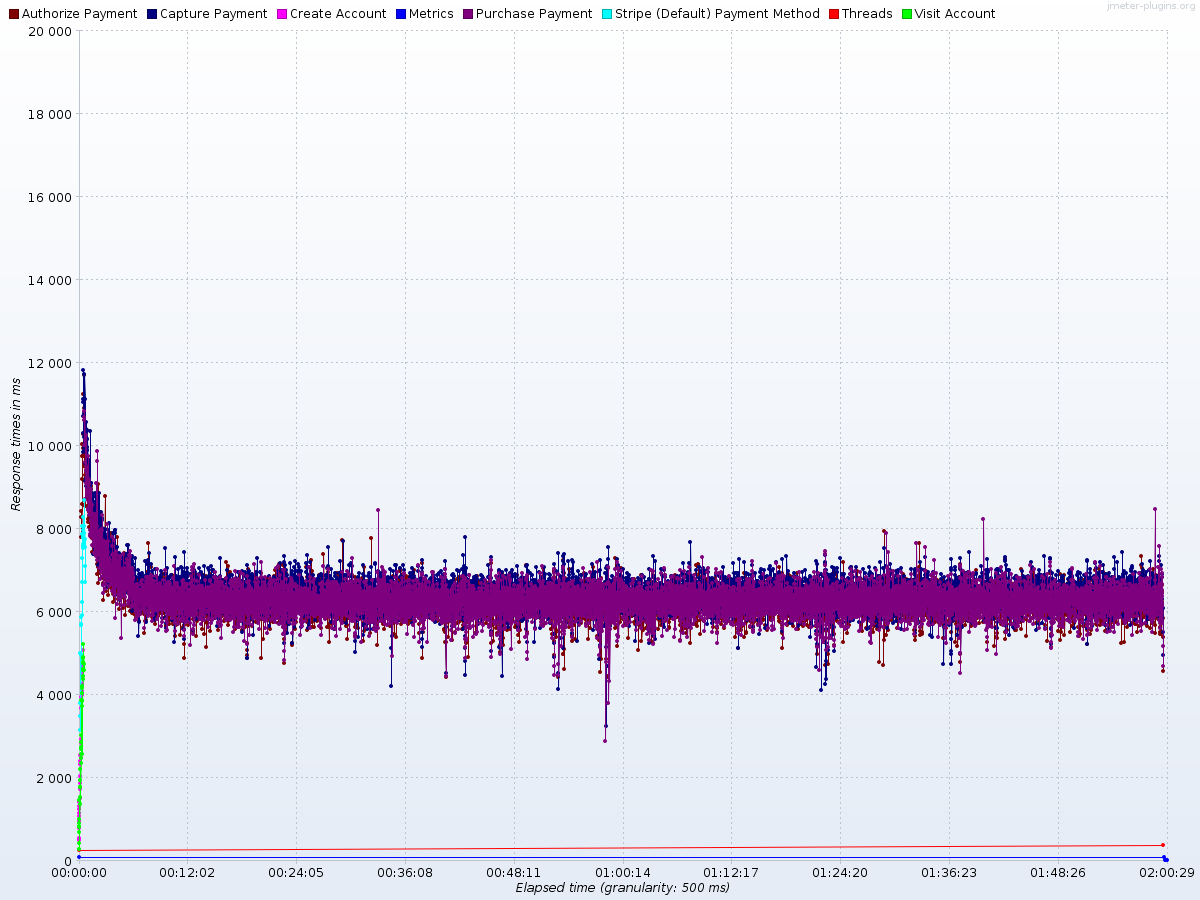 jmeter-plugins.org
Authorize Payment Capture Payment Create Account Metrics Purchase Payment Stripe (Default) Payment Method Threads Visit Account
20 000
18 000
16 000
14 000
12 000
10 000
8 000
6 000
4 000
2 000
0
Response times in ms
00:00:00 00:12:02 00:24:05 00:36:08 00:48:11 01:00:14 01:12:17 01:24:20 01:36:23 01:48:26 02:00:29
Elapsed time (granularity: 500 ms)